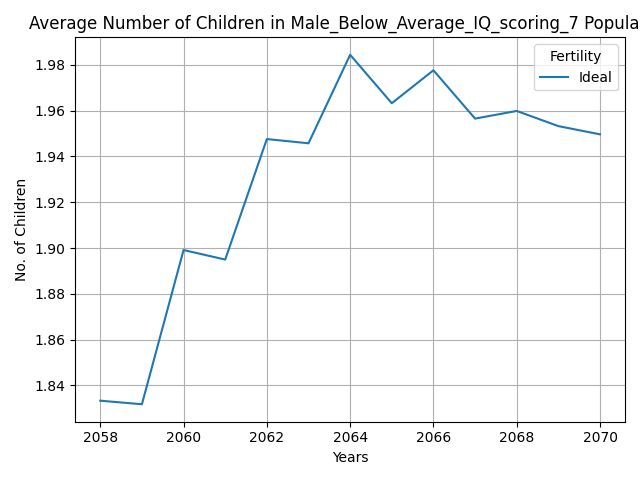 Average Number of Children in Male_Below_Average_IQ_scoring_7 Popula
Fertility
Ideal
1.98
1.96
1.94
1.92
1.90
1.88
1.86
1.84
No. of Children
2058 2060 2062 2064 2066 2068 2070
Years